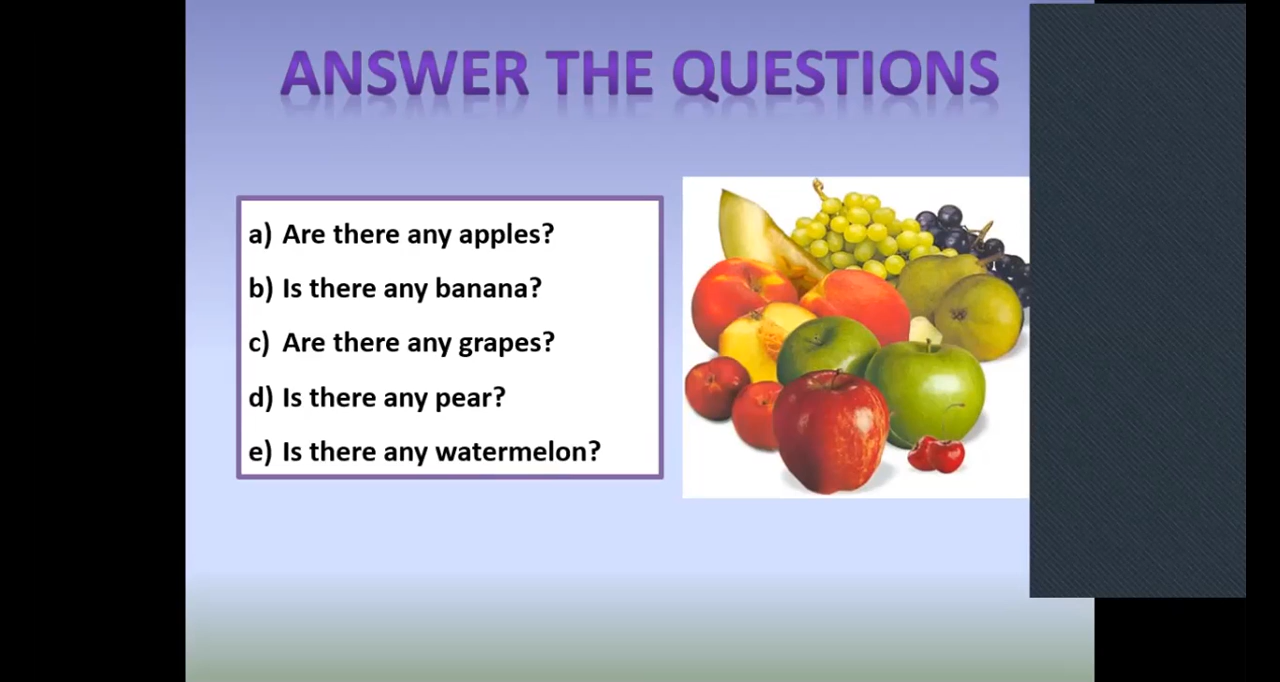 ANSWER THE QUESTIONS
a) Are there any apples?
b) Is there any banana?
c) Are there any grapes?
d) Is there any pear?
e) Is there any watermelon?